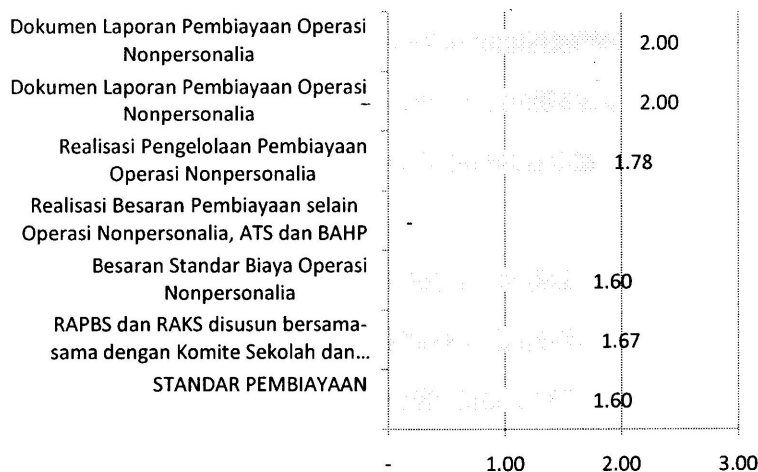 Dokumen Laporan Pembiayaan Operasi
Nonpersonalia
2.00
Dokumen Laporan Pembiayaan Operasi
Nonpersonalia
2.00
Realisasi Pengelolaan Pembiayaan
Operasi Nonpersonalia
1.78
Realisasi Besaran Pembiayaan selain
Operasi Nonpersonalia, ATS dan BAHP
-
Besaran Standar Biaya Operasi
Nonpersonalia
1.60
RAPBS dan RAKS disusun bersama-
sama dengan Komite Sekolah dan...
1.67
STANDAR PEMBIAYAAN
1.60
- 1.00 2.00 3.00